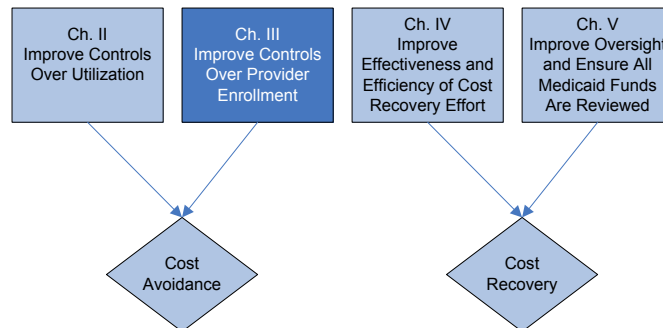 Ch. II
Improve Controls
Over Utilization
Ch. III
Improve Controls
Over Provider
Enrollment
Ch. IV
Improve
Effectiveness and
Efficiency of Cost
Recovery Effort
Ch. V
Improve Oversight
and Ensure All
Medicaid Funds
Are Reviewed
Cost
Avoidance
Cost
Recovery